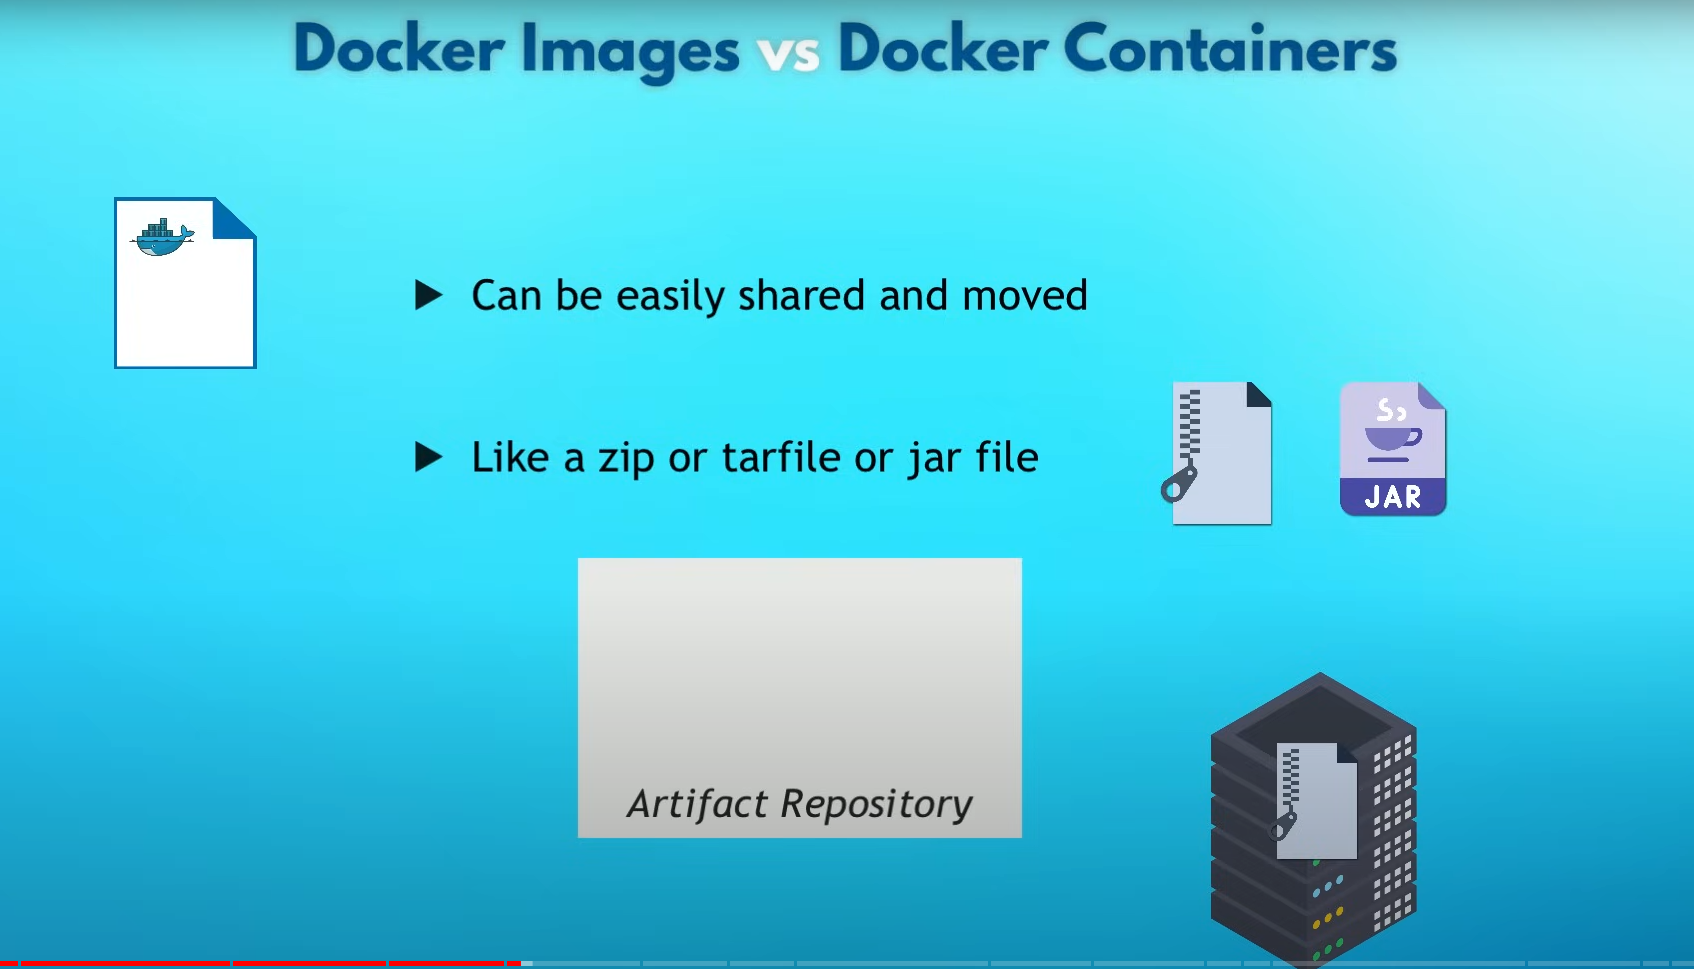 Docker Images vs Docker Containers
Can be easily shared and moved
Like a zip or tarfile or jar file
JAR
Artifact Repository